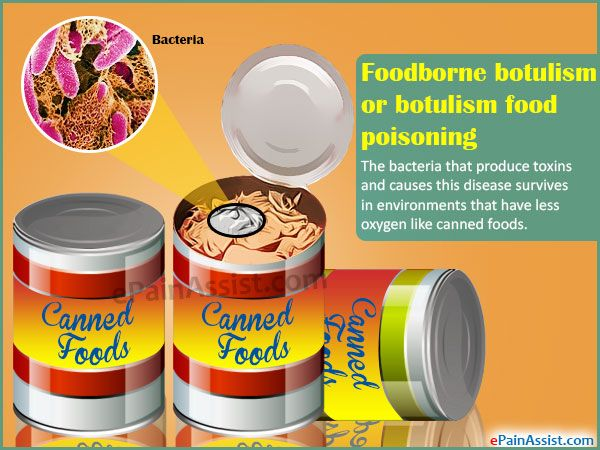 Bacteria
Foodborne botulism
or botulism food
poisoning
The bacteria that produce toxins
and causes this disease survives
in environments that have less
oxygen like canned foods.
ePainAssist.com
Canned
Foods
Canned
Foods
Canned
Foods
ePainAssist.com